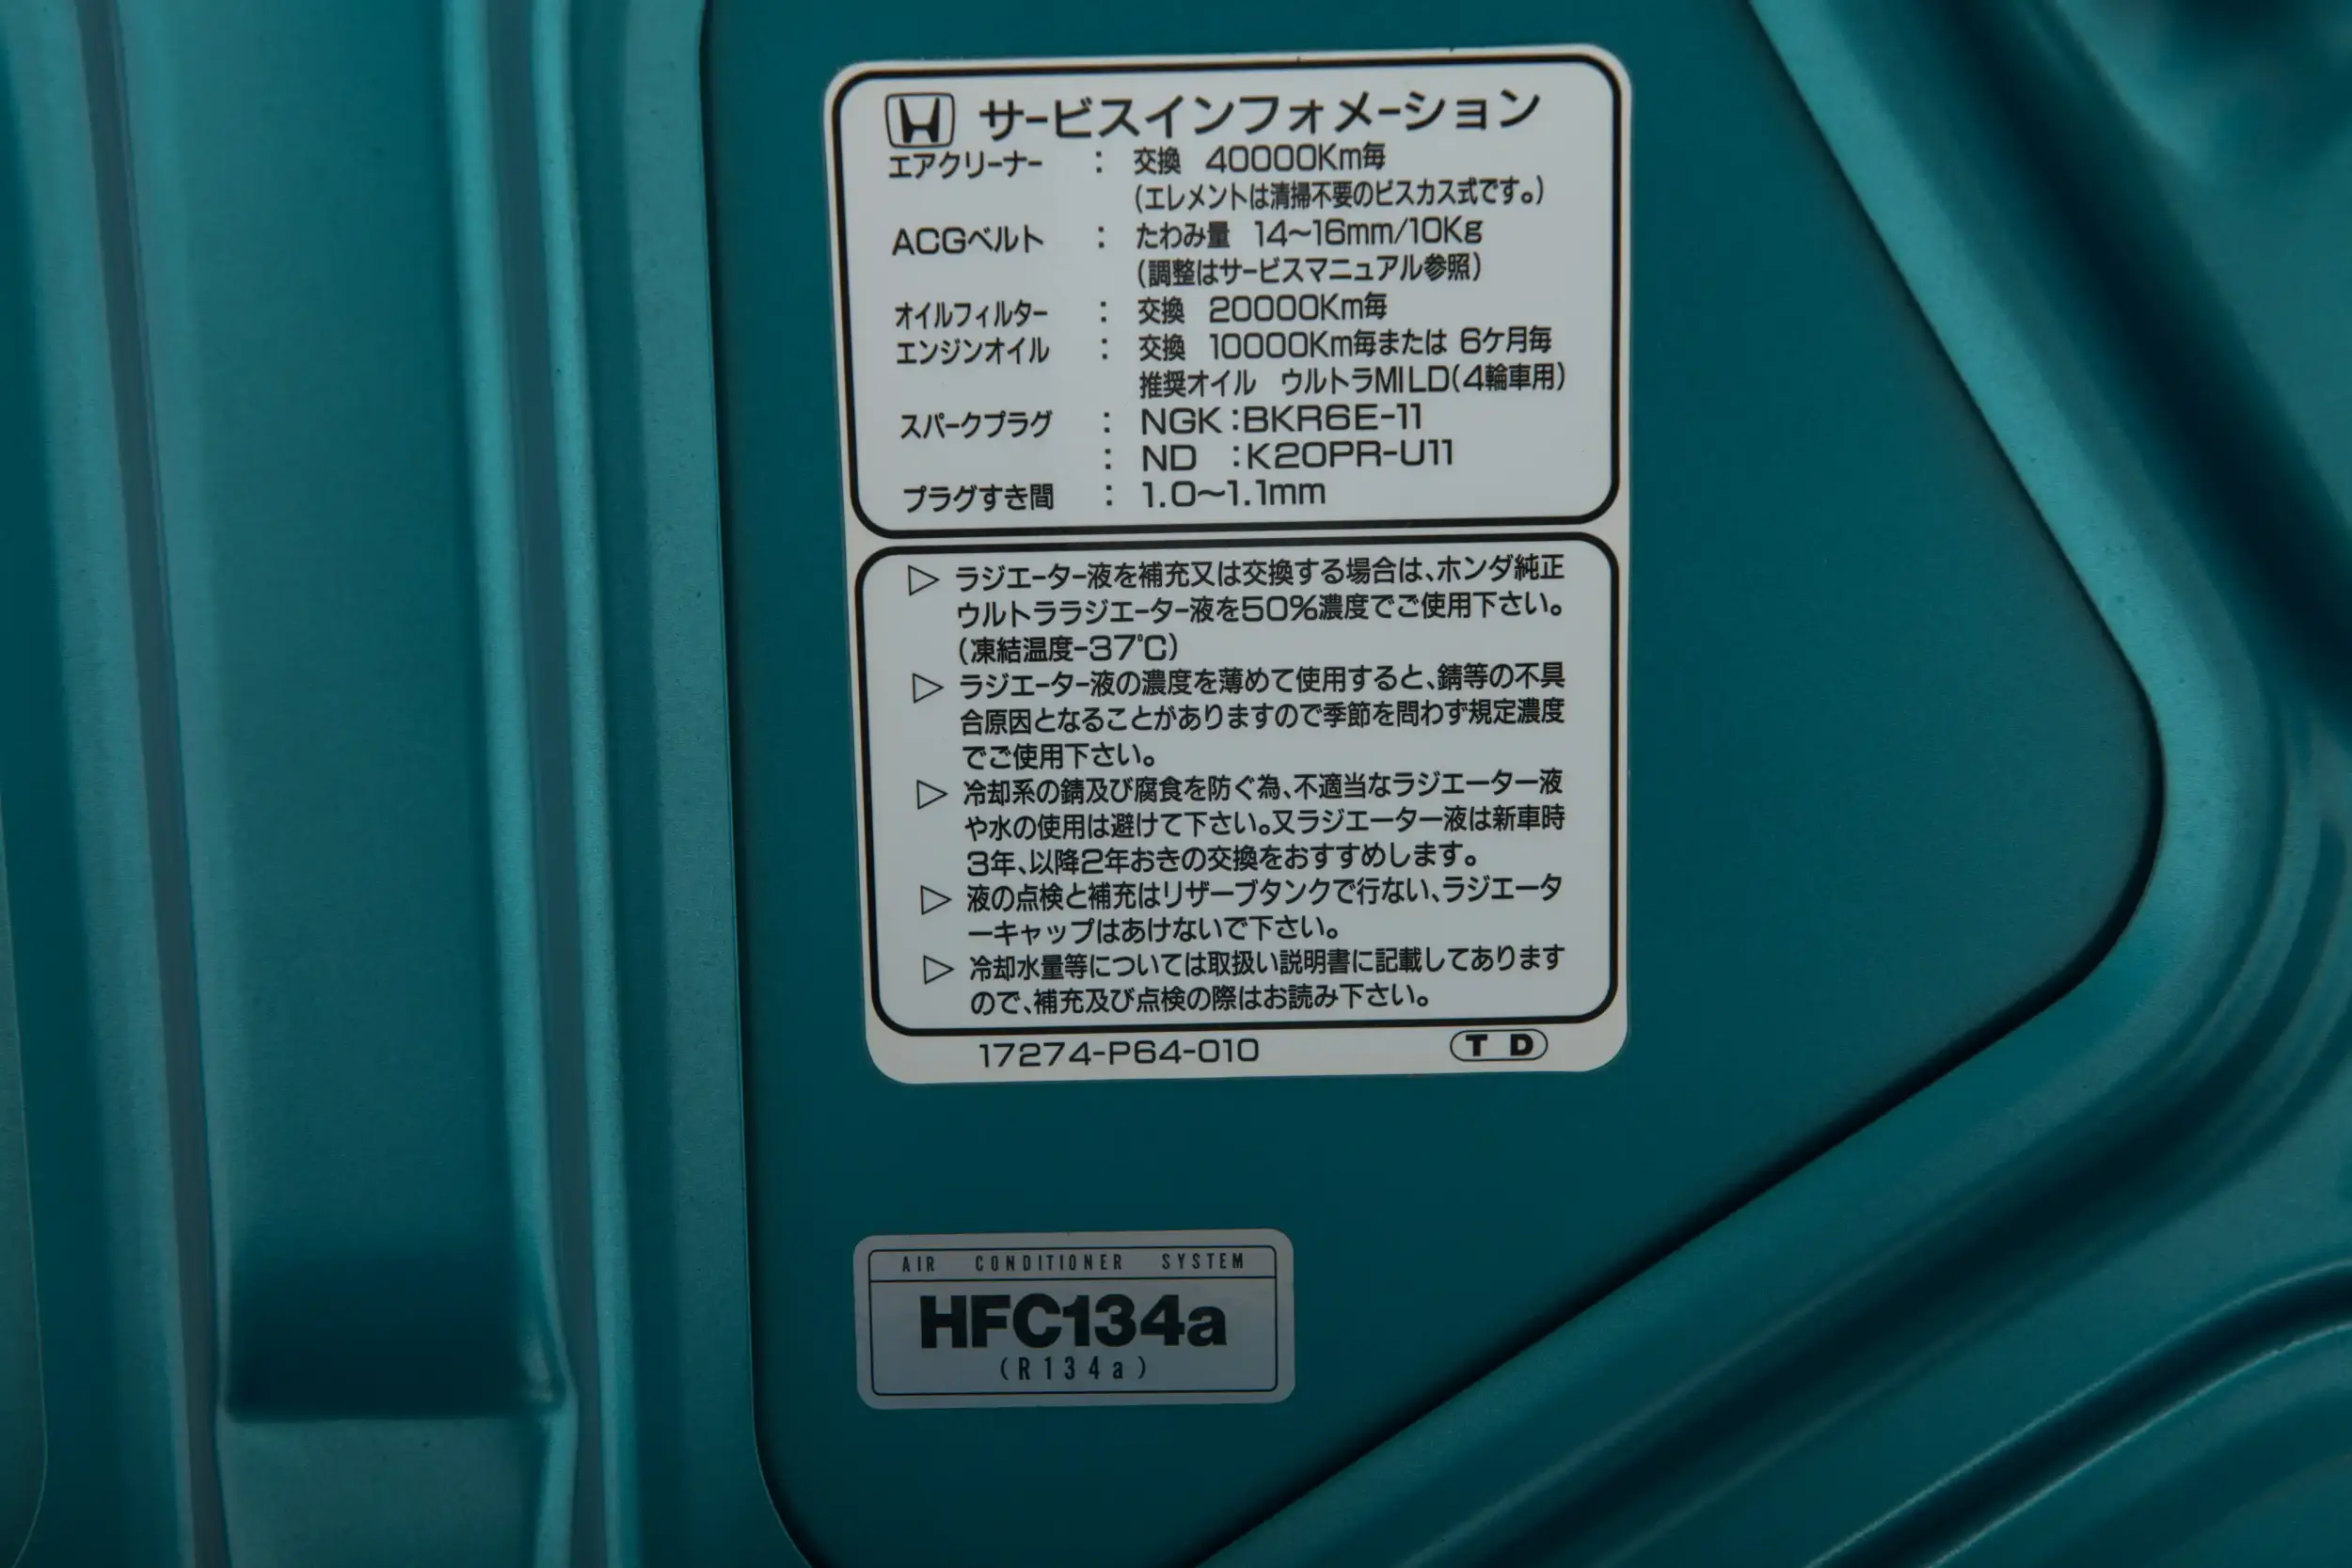 サービスインフォメーション
エアクリーナー : 交換 40000Km毎
(エレメントは清掃不要のビスカス式です。)
ACGベルト : たわみ量 14~16mm/10Kg
(調整はサービスマニュアル参照)
オイルフィルター : 交換 20000Km毎
エンジンオイル : 交換 10000Km毎または 6ケ月毎
推奨オイル ウルトラMILD(4輪車用)
スパークプラグ : NGK:BKR6E-11
: ND :K20PR-U11
プラグすき間 : 1.0~1.1mm
▷ ラジエーター液を補充又は交換する場合は、ホンダ純正
ウルトララジエーター液を50%濃度でご使用下さい。
(凍結温度-37℃)
▷ ラジエーター液の濃度を薄めて使用すると、錆等の不具
合原因となることがありますので季節を問わず規定濃度
でご使用下さい。
▷ 冷却系の錆及び腐食を防ぐ為、不適当なラジエーター液
や水の使用は避けて下さい。又ラジエーター液は新車時
3年、以降2年おきの交換をおすすめします。
▷ 液の点検と補充はリザーブタンクで行ない、ラジエータ
ーキャップはあけないで下さい。
▷ 冷却水量等については取扱い説明書に記載してあります
ので、補充及び点検の際はお読み下さい。
17274-P64-010 T D
AIR CONDITIONER SYSTEM
HFC134a
(R134a)